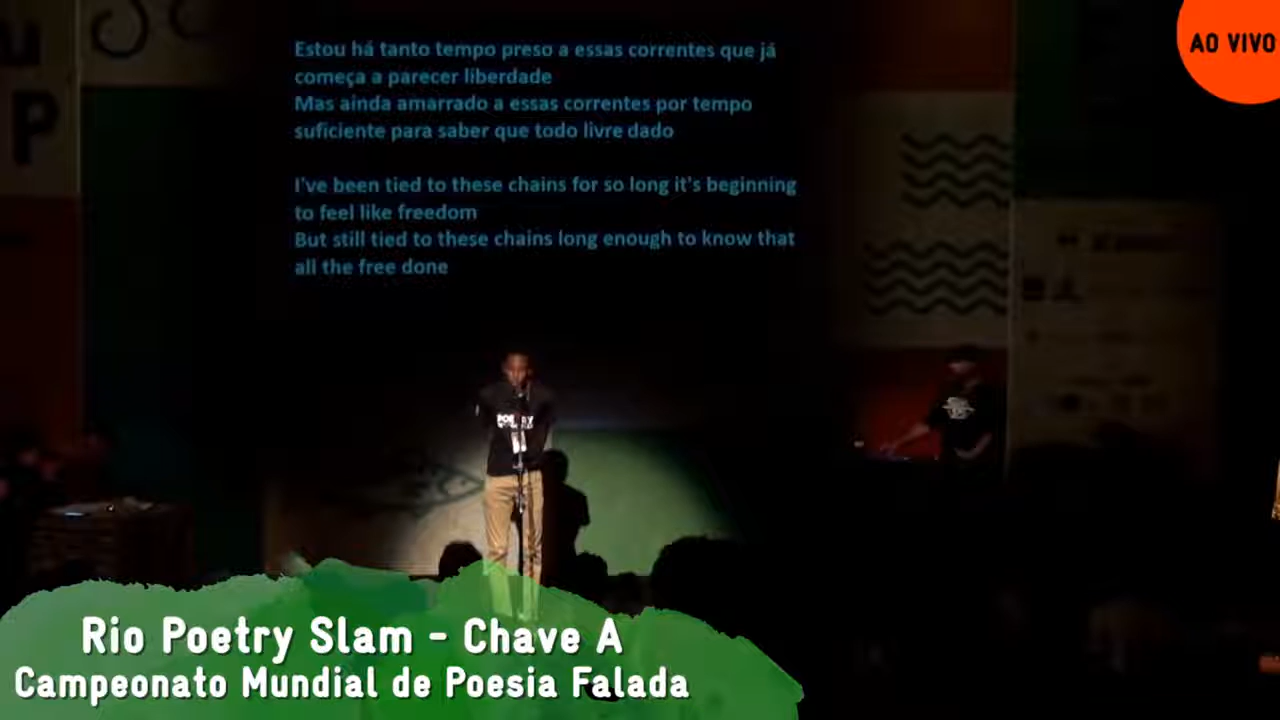 AO VIVO
Estou há tanto tempo preso a essas correntes que já
começa a parecer liberdade
Mas ainda amarrado a essas correntes por tempo
suficiente para saber que todo livre dado
I've been tied to these chains for so long it's beginning
to feel like freedom
But still tied to these chains long enough to know that
all the free done
POETRY
Rio Poetry Slam - Chave A
Campeonato Mundial de Poesia Falada